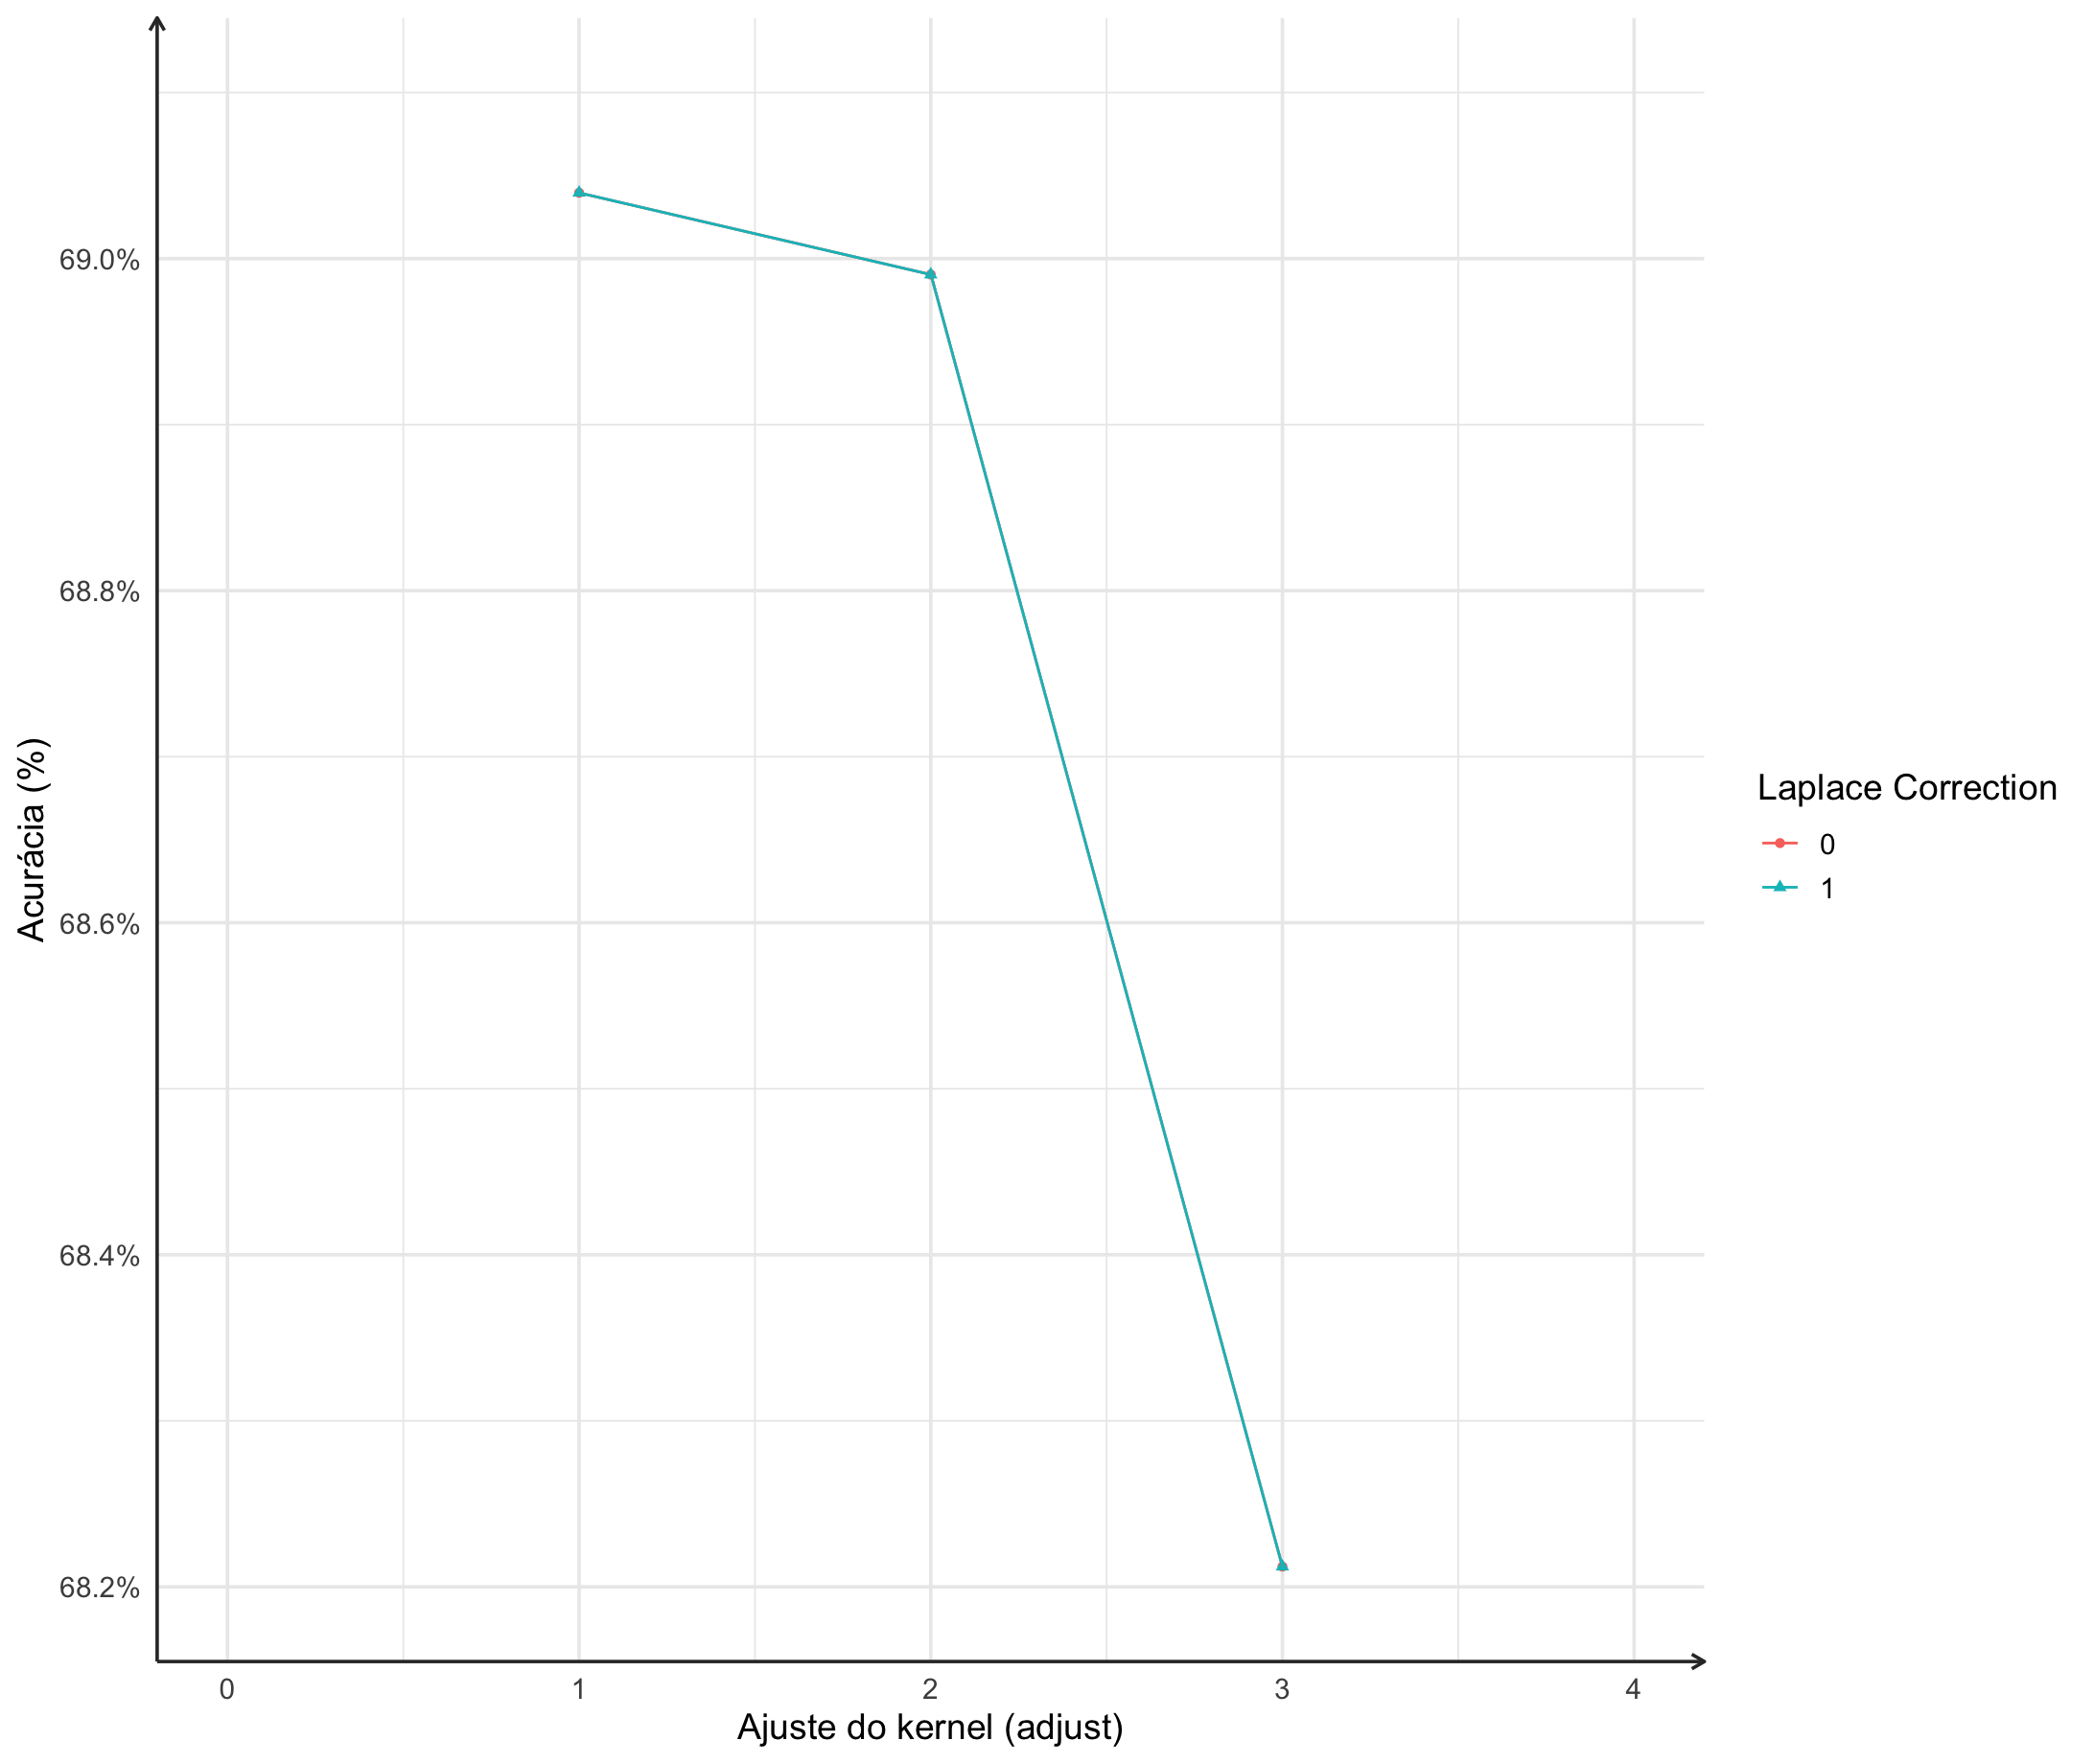 Acurácia (%)
69.0%
68.8%
68.6%
68.4%
68.2%
0 1 2 3 4
Ajuste do kernel (adjust)
Laplace Correction
0
1